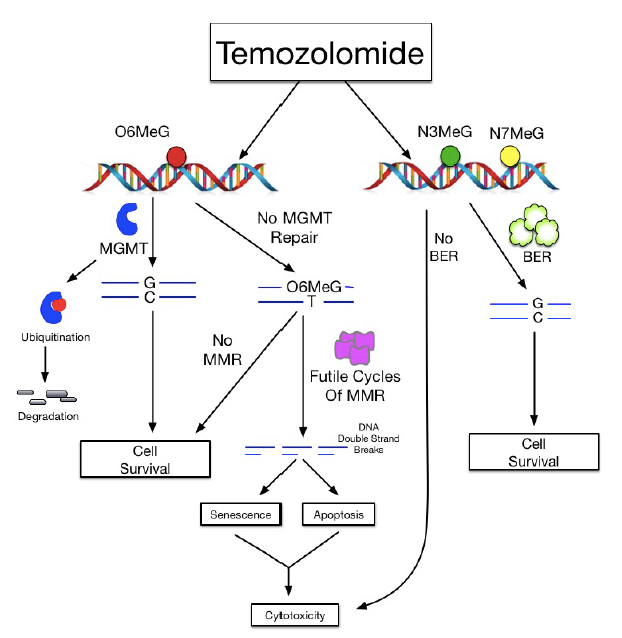 Temozolomide
O6MeG
N3MeG
N7MeG
MGMT
No MGMT
Repair
No
BER
BER
G
C
O6MeG
T
G
C
Ubiquitination
Degradation
No
MMR
Futile Cycles
Of MMR
DNA
Double Strand
Breaks
Cell
Survival
Cell
Survival
Senescence
Apoptosis
Cytotoxicity